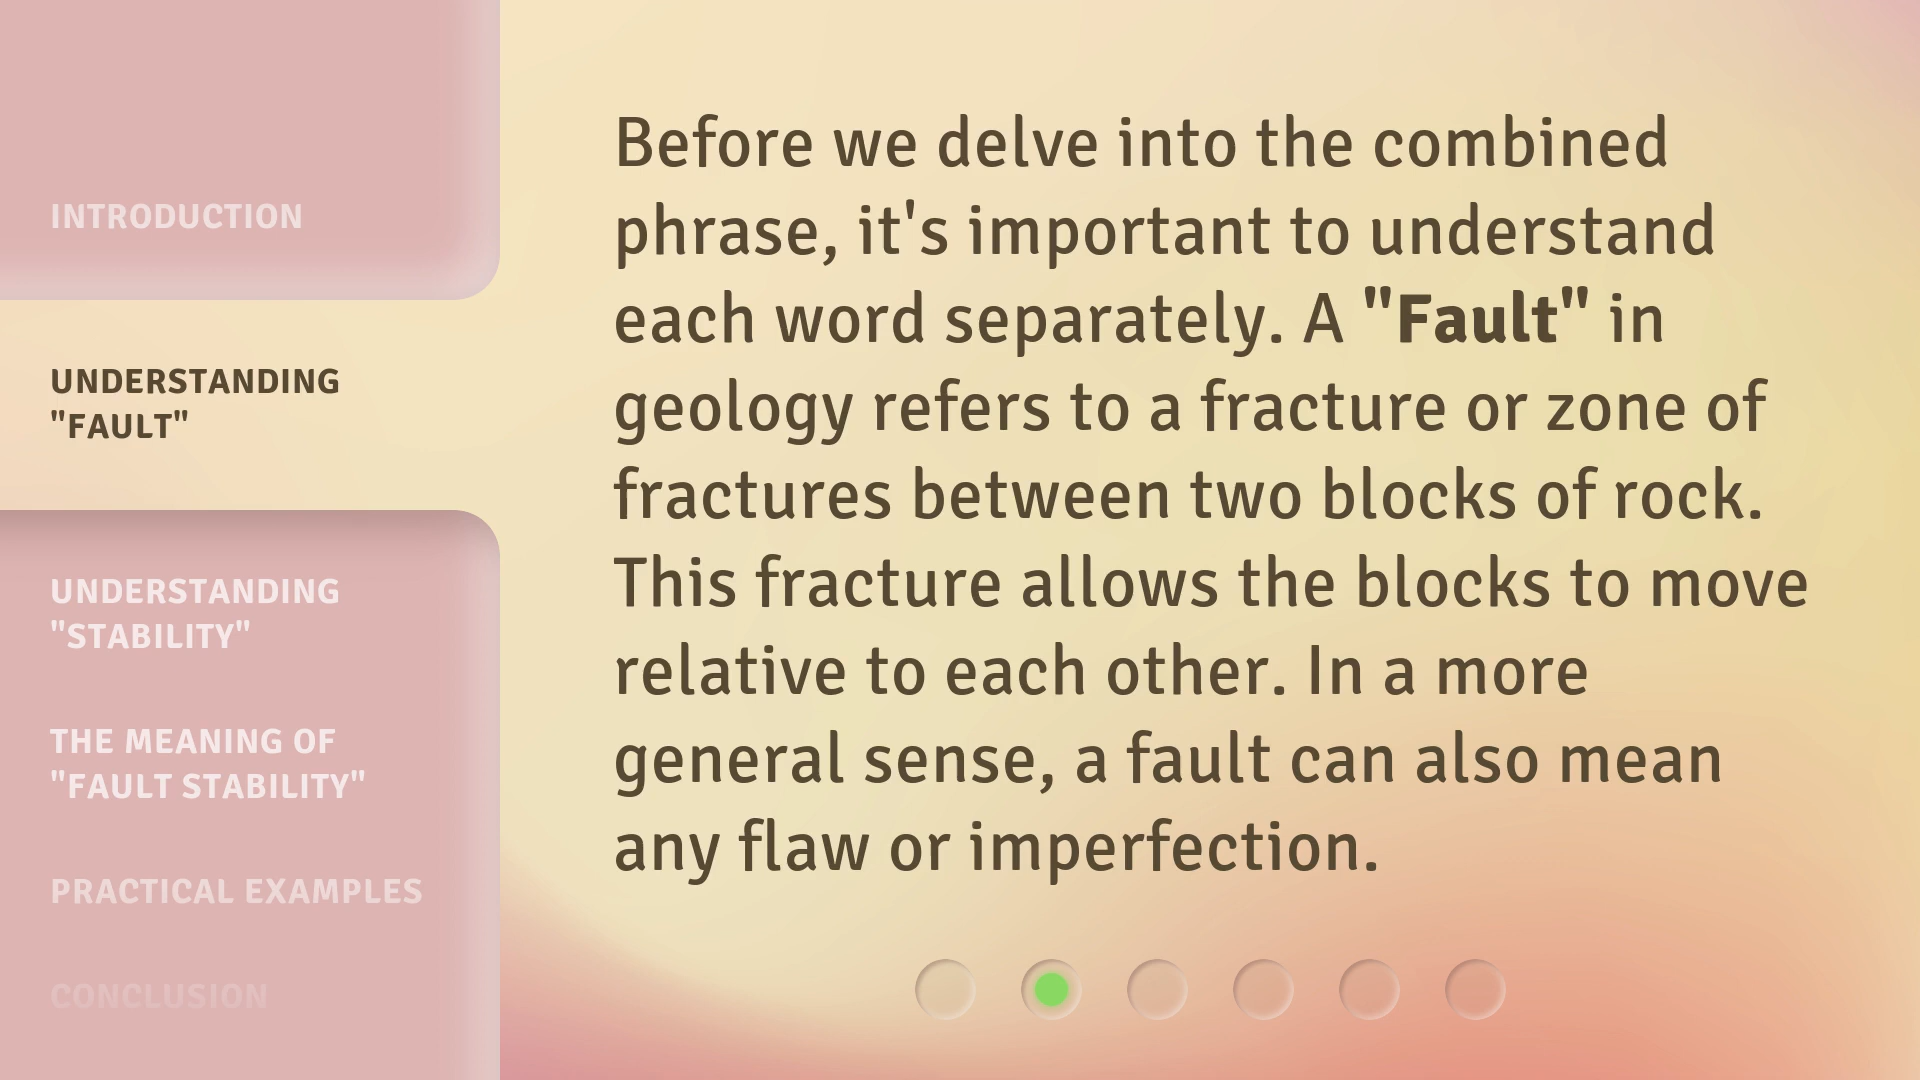 INTRODUCTION
UNDERSTANDING
"FAULT"
UNDERSTANDING
"STABILITY"
THE MEANING OF
"FAULT STABILITY"
PRACTICAL EXAMPLES
CONCLUSION
Before we delve into the combined
phrase, it's important to understand
each word separately. A "Fault" in
geology refers to a fracture or zone of
fractures between two blocks of rock.
This fracture allows the blocks to move
relative to each other. In a more
general sense, a fault can also mean
any flaw or imperfection.